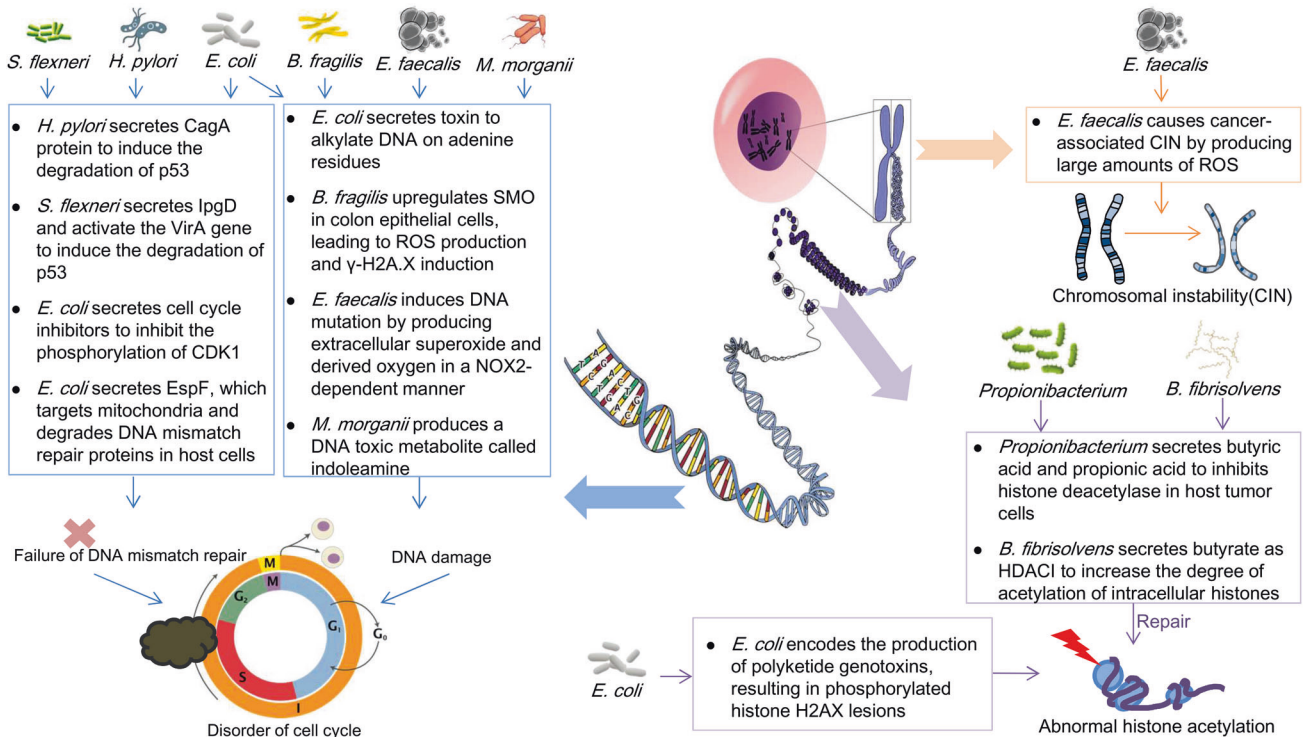 S. flexneri
H. pylori
E. coli
B. fragilis
E. faecalis
M. morganii
● H. pylori secretes CagA
protein to induce the
degradation of p53
● S. flexneri secretes IpgD
and activate the VirA gene
to induce the degradation of
p53
● E. coli secretes cell cycle
inhibitors to inhibit the
phosphorylation of CDK1
● E. coli secretes EspF, which
targets mitochondria and
degrades DNA mismatch
repair proteins in host cells
● E. coli secretes toxin to
alkylate DNA on adenine
residues
● B. fragilis upregulates SMO
in colon epithelial cells,
leading to ROS production
and γ-H2A.X induction
● E. faecalis induces DNA
mutation by producing
extracellular superoxide and
derived oxygen in a NOX2-
dependent manner
● M. morganii produces a
DNA toxic metabolite called
indoleamine
Failure of DNA mismatch repair
DNA damage
M
M
G2
G1
G0
S
I
Disorder of cell cycle
E. faecalis
● E. faecalis causes cancer-
associated CIN by producing
large amounts of ROS
Chromosomal instability(CIN)
Propionibacterium
B. fibrisolvens
● Propionibacterium secretes butyric
acid and propionic acid to inhibits
histone deacetylase in host tumor
cells
● B. fibrisolvens secretes butyrate as
HDACI to increase the degree of
acetylation of intracellular histones
Repair
E. coli
● E. coli encodes the production
of polyketide genotoxins,
resulting in phosphorylated
histone H2AX lesions
Abnormal histone acetylation